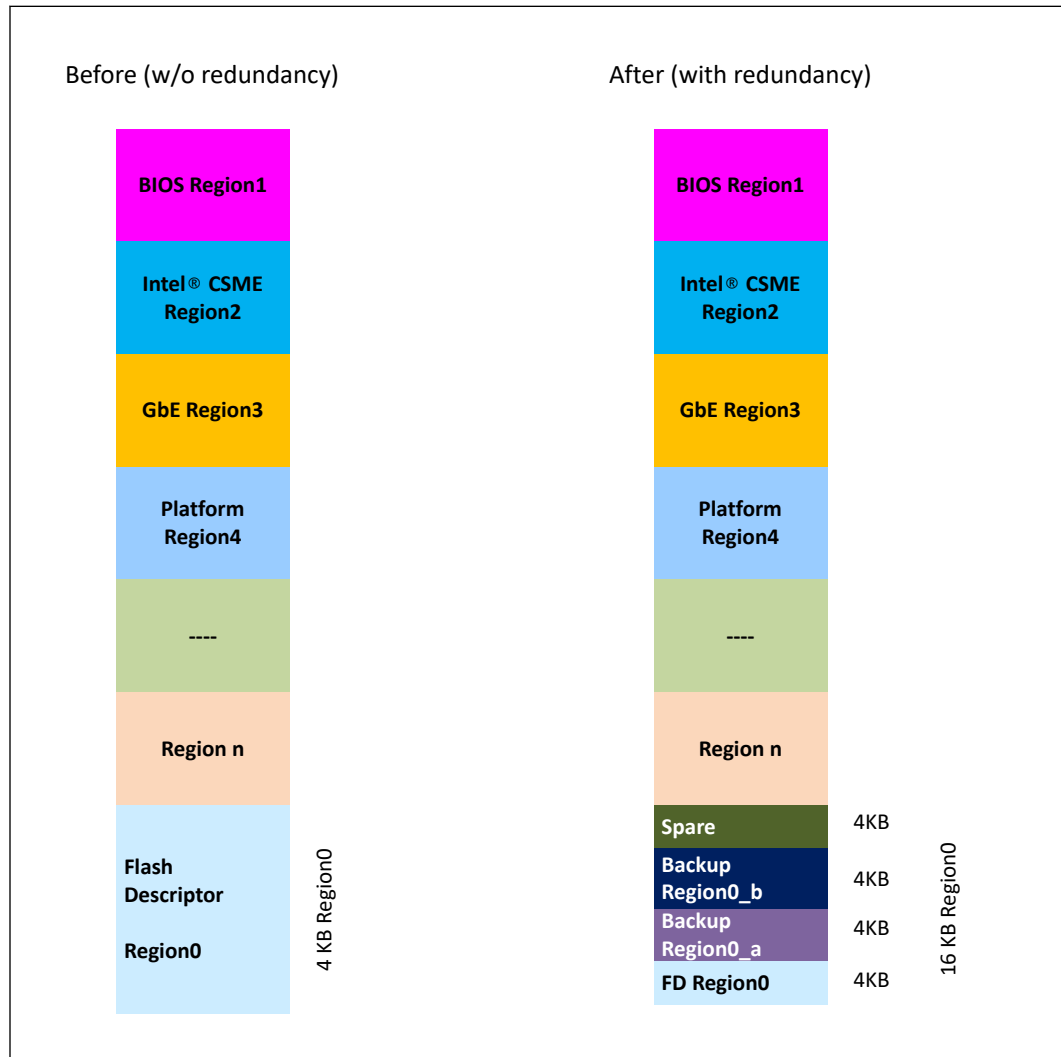 Before (w/o redundancy)
BIOS Region1
Intel® CSME
Region2
GbE Region3
Platform
Region4
----
Region n
Flash
Descriptor
Region0
4 KB Region0
After (with redundancy)
BIOS Region1
Intel® CSME
Region2
GbE Region3
Platform
Region4
----
Region n
Spare
4KB
Backup
Region0_b
4KB
Backup
Region0_a
4KB
FD Region0
4KB
16 KB Region0